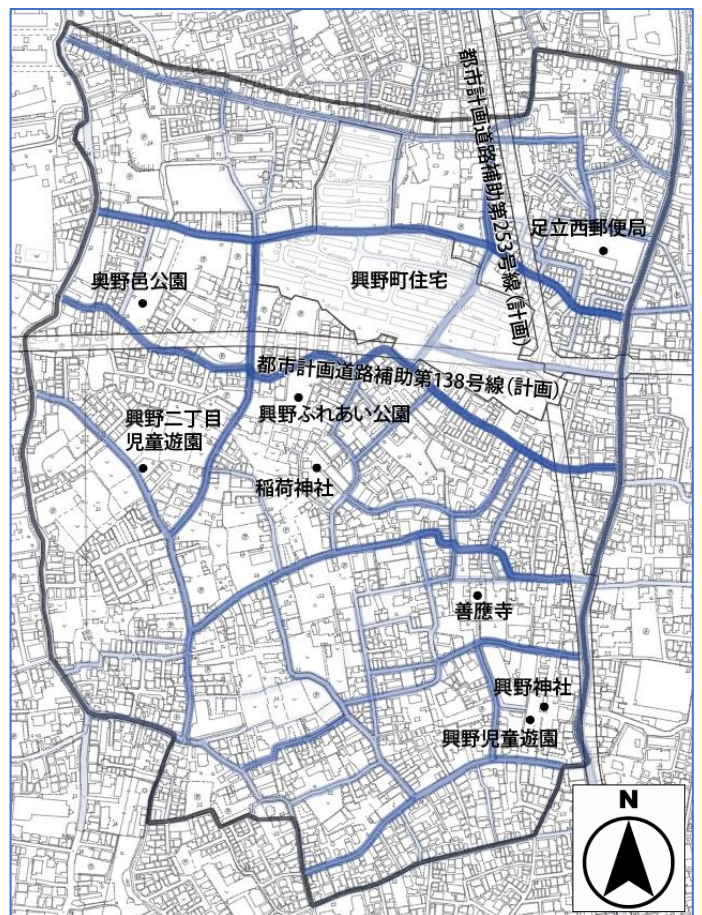 都市計画道路補助第253号線(計画)
足立西郵便局
奥野邑公園
興野町住宅
都市計画道路補助第138号線(計画)
興野ふれあい公園
興野二丁目
児童遊園
稲荷神社
善應寺
興野神社
興野児童遊園
N